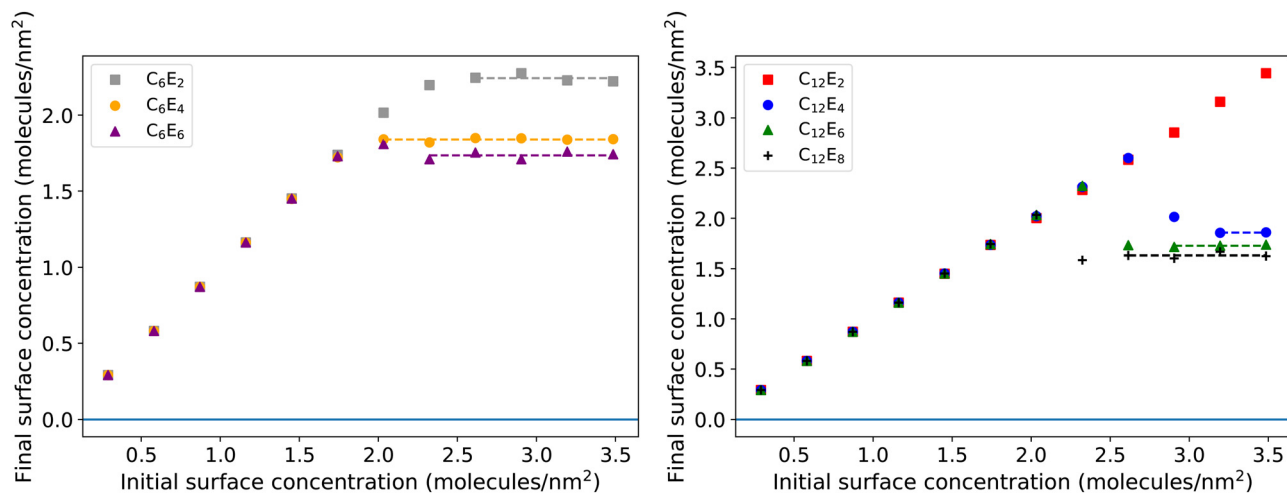 Final surface concentration (molecules/nm²)
C₆E₂
C₆E₄
C₆E₆
2.0
1.5
1.0
0.5
0.0
0.5 1.0 1.5 2.0 2.5 3.0 3.5
Initial surface concentration (molecules/nm²)
Final surface concentration (molecules/nm²)
C₁₂E₂
C₁₂E₄
C₁₂E₆
C₁₂E₈
3.5
3.0
2.5
2.0
1.5
1.0
0.5
0.0
0.5 1.0 1.5 2.0 2.5 3.0 3.5
Initial surface concentration (molecules/nm²)